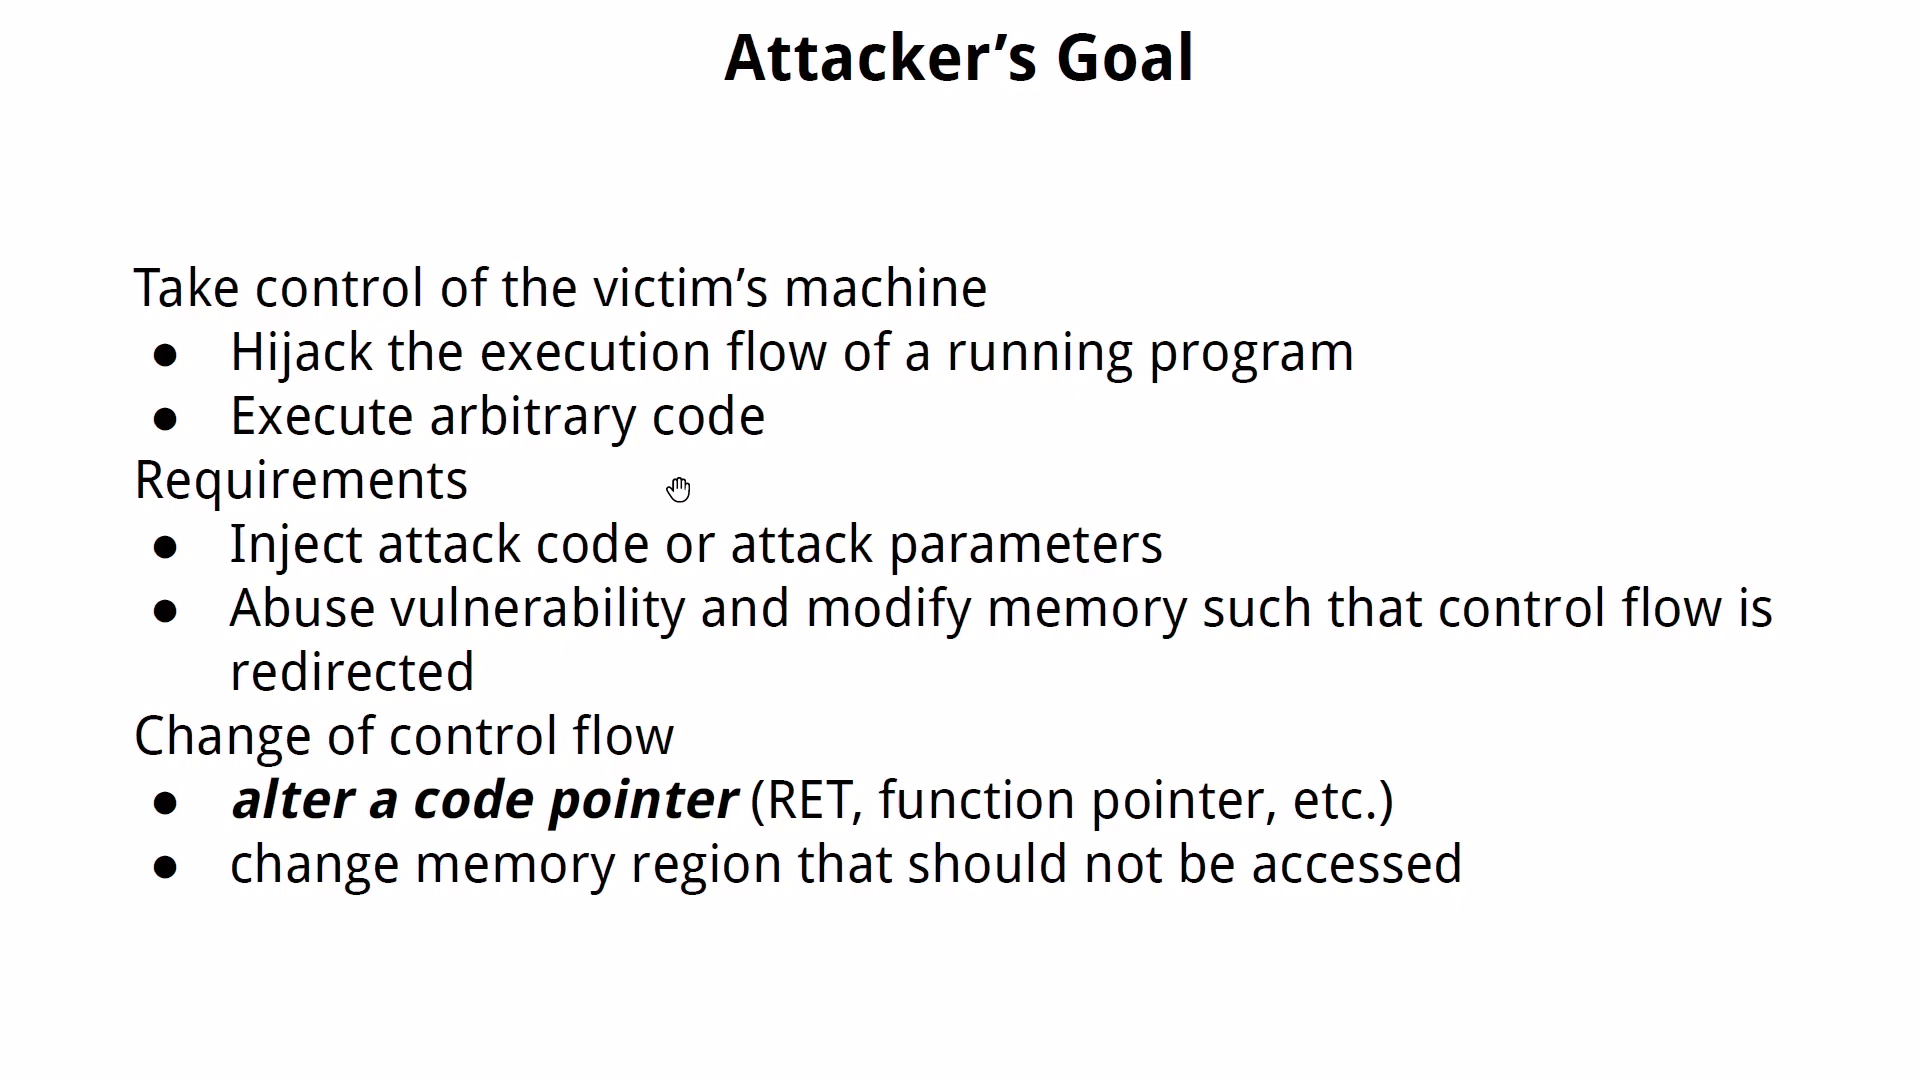 Attacker’s Goal
Take control of the victim’s machine
● Hijack the execution flow of a running program
● Execute arbitrary code
Requirements
● Inject attack code or attack parameters
● Abuse vulnerability and modify memory such that control flow is
redirected
Change of control flow
● alter a code pointer (RET, function pointer, etc.)
● change memory region that should not be accessed